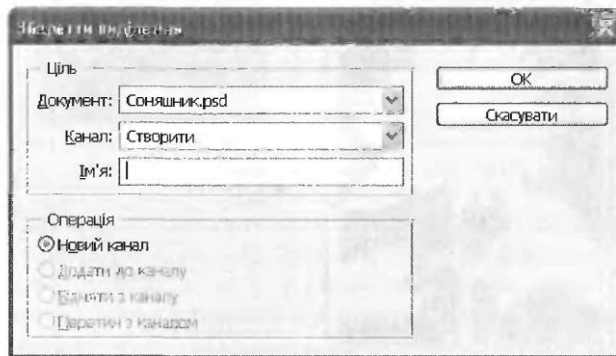 Зберегти виділення
Ціль
Документ: Соняшник.psd
Канал: Створити
Ім'я:
ОК
Скасувати
Операція
Новий канал
Додати до каналу
Відняти з каналу
Перетин з каналом